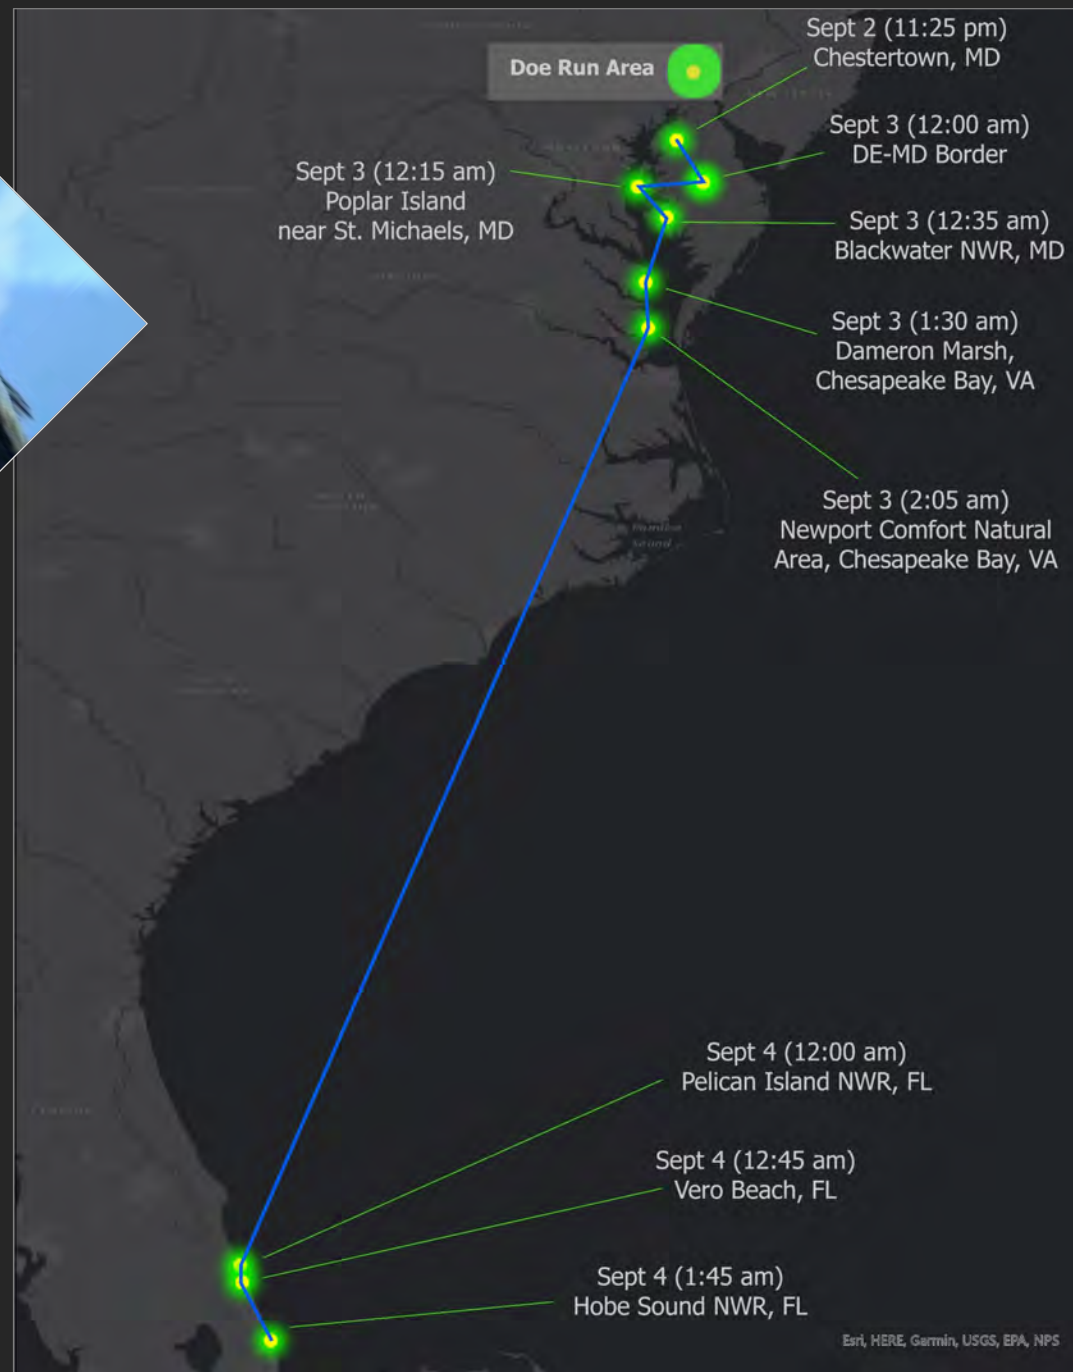 Sept 2 (11:25 pm)
Chestertown, MD
Doe Run Area
Sept 3 (12:00 am)
DE-MD Border
Sept 3 (12:15 am)
Poplar Island
near St. Michaels, MD
Sept 3 (12:35 am)
Blackwater NWR, MD
Sept 3 (1:30 am)
Dameron Marsh,
Chesapeake Bay, VA
Sept 3 (2:05 am)
Newport Comfort Natural
Area, Chesapeake Bay, VA
Sept 4 (12:00 am)
Pelican Island NWR, FL
Sept 4 (12:45 am)
Vero Beach, FL
Sept 4 (1:45 am)
Hobe Sound NWR, FL
Esri, HERE, Garmin, USGS, EPA, NPS